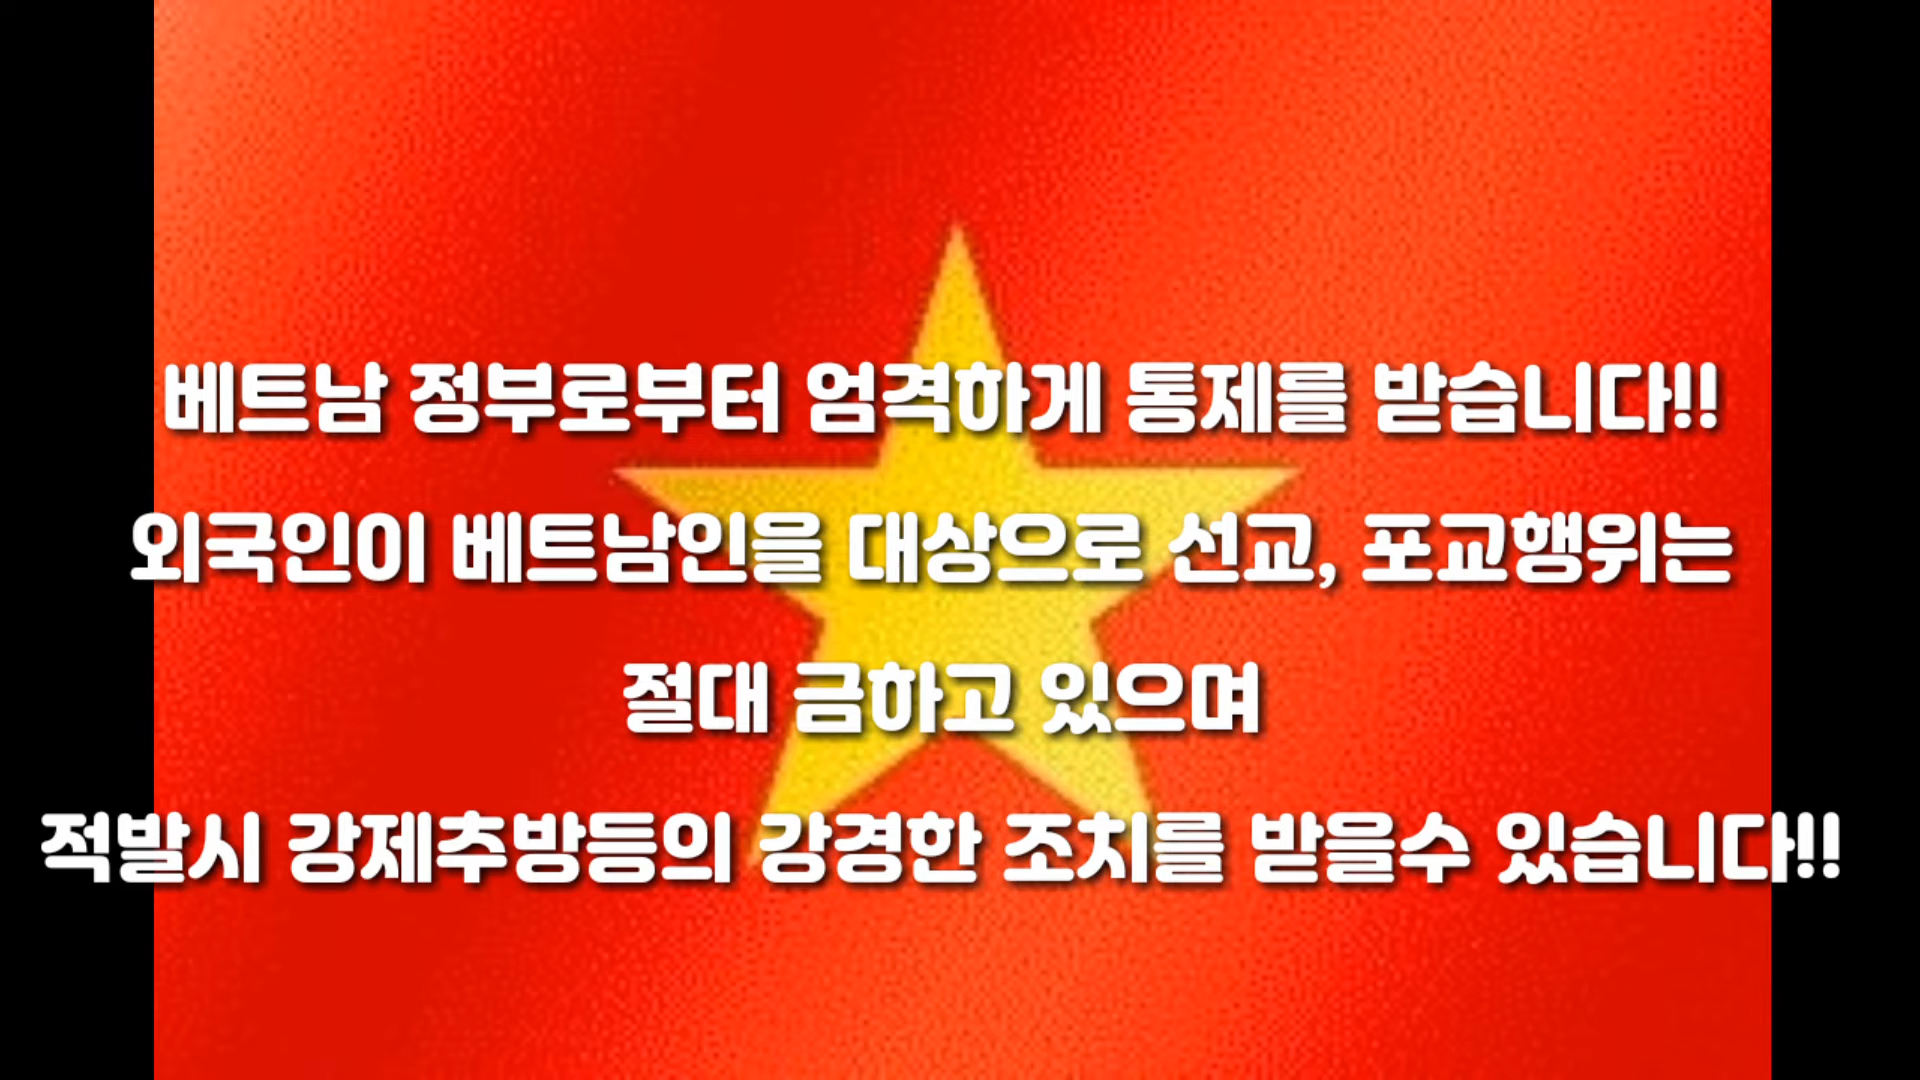 베트남 정부로부터 엄격하게 통제를 받습니다!!
외국인이 베트남인을 대상으로 선교, 포교행위는
절대 금하고 있으며
적발시 강제추방등의 강경한 조치를 받을수 있습니다!!